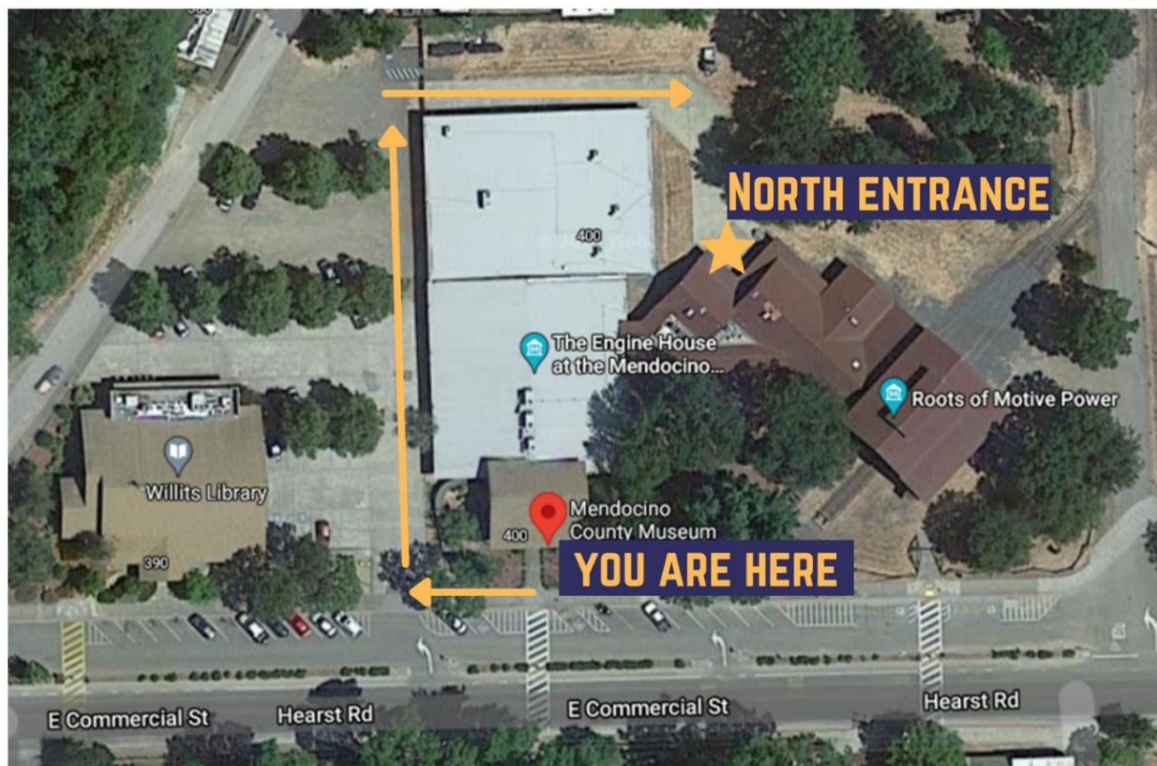 NORTH ENTRANCE
400
The Engine House
at the Mendocino...
Roots of Motive Power
Willits Library
Mendocino
County Museum
400
390
YOU ARE HERE
E Commercial St
Hearst Rd
E Commercial St
Hearst Rd